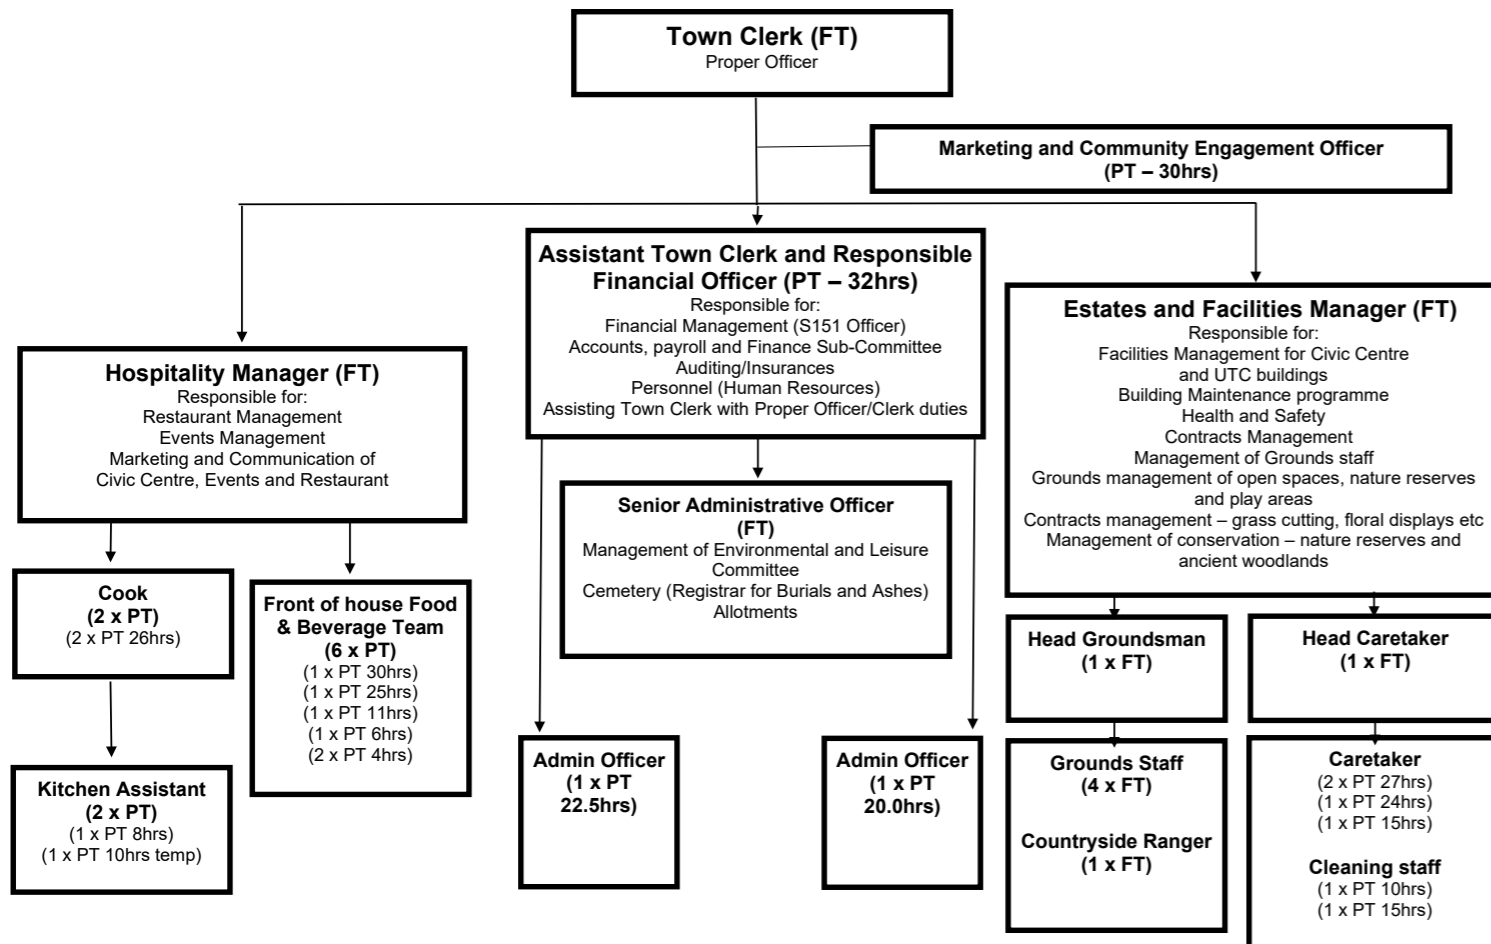 Town Clerk (FT)
Proper Officer
Marketing and Community Engagement Officer
(PT – 30hrs)
Assistant Town Clerk and Responsible
Financial Officer (PT – 32hrs)
Responsible for:
Financial Management (S151 Officer)
Accounts, payroll and Finance Sub-Committee
Auditing/Insurances
Personnel (Human Resources)
Assisting Town Clerk with Proper Officer/Clerk duties
Estates and Facilities Manager (FT)
Responsible for:
Facilities Management for Civic Centre
and UTC buildings
Building Maintenance programme
Health and Safety
Contracts Management
Management of Grounds staff
Grounds management of open spaces, nature reserves
and play areas
Contracts management – grass cutting, floral displays etc
Management of conservation – nature reserves and
ancient woodlands
Hospitality Manager (FT)
Responsible for:
Restaurant Management
Events Management
Marketing and Communication of
Civic Centre, Events and Restaurant
Senior Administrative Officer
(FT)
Management of Environmental and Leisure
Committee
Cemetery (Registrar for Burials and Ashes)
Allotments
Cook
(2 x PT)
(2 x PT 26hrs)
Front of house Food
& Beverage Team
(6 x PT)
(1 x PT 30hrs)
(1 x PT 25hrs)
(1 x PT 11hrs)
(1 x PT 6hrs)
(2 x PT 4hrs)
Head Groundsman
(1 x FT)
Head Caretaker
(1 x FT)
Kitchen Assistant
(2 x PT)
(1 x PT 8hrs)
(1 x PT 10hrs temp)
Admin Officer
(1 x PT
22.5hrs)
Admin Officer
(1 x PT
20.0hrs)
Grounds Staff
(4 x FT)
Countryside Ranger
(1 x FT)
Caretaker
(2 x PT 27hrs)
(1 x PT 24hrs)
(1 x PT 15hrs)
Cleaning staff
(1 x PT 10hrs)
(1 x PT 15hrs)